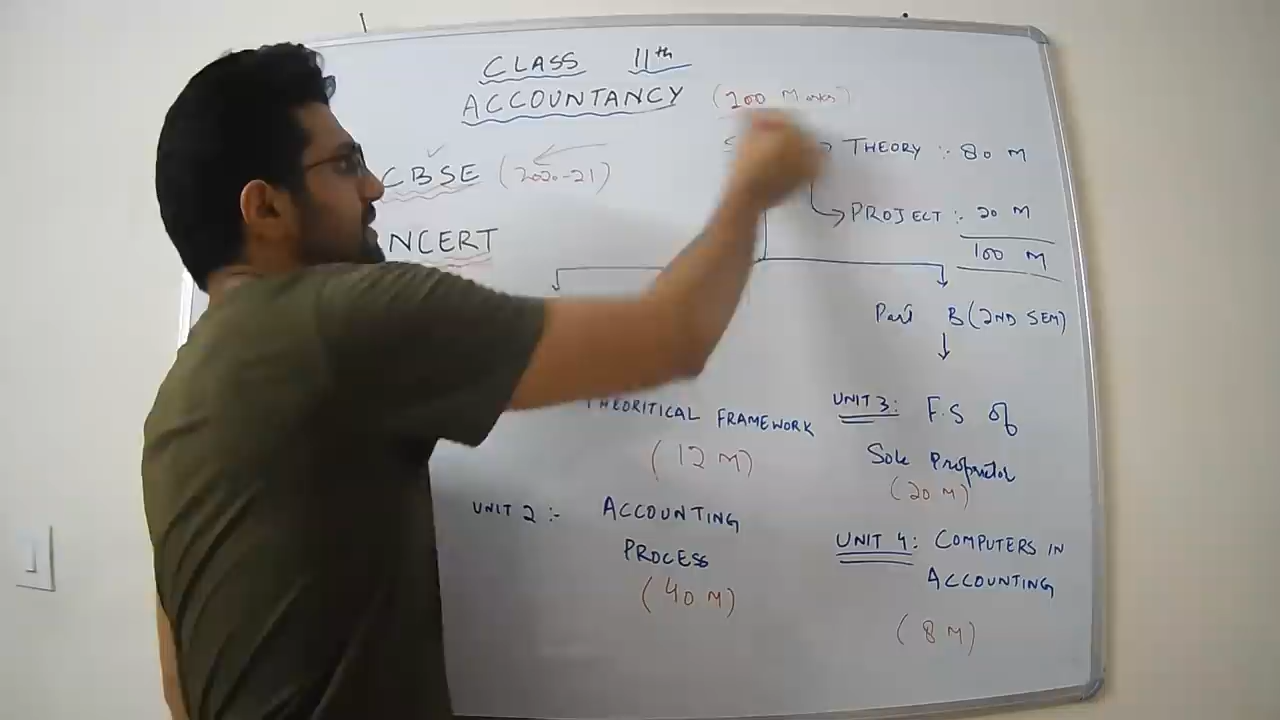 CLASS 11th
ACCOUNTANCY (100 Marks)
CBSE (2020-21)
NCERT
THEORY :- 80 M
PROJECT :- 20 M
100 M
Part B (2ND SEM)
THEORITICAL FRAMEWORK
(12 M)
UNIT 2 :- ACCOUNTING
PROCESS
(40 M)
UNIT 3: F.S of
Sole Proprietor
(20 M)
UNIT 4: COMPUTERS IN
ACCOUNTING
(8 M)